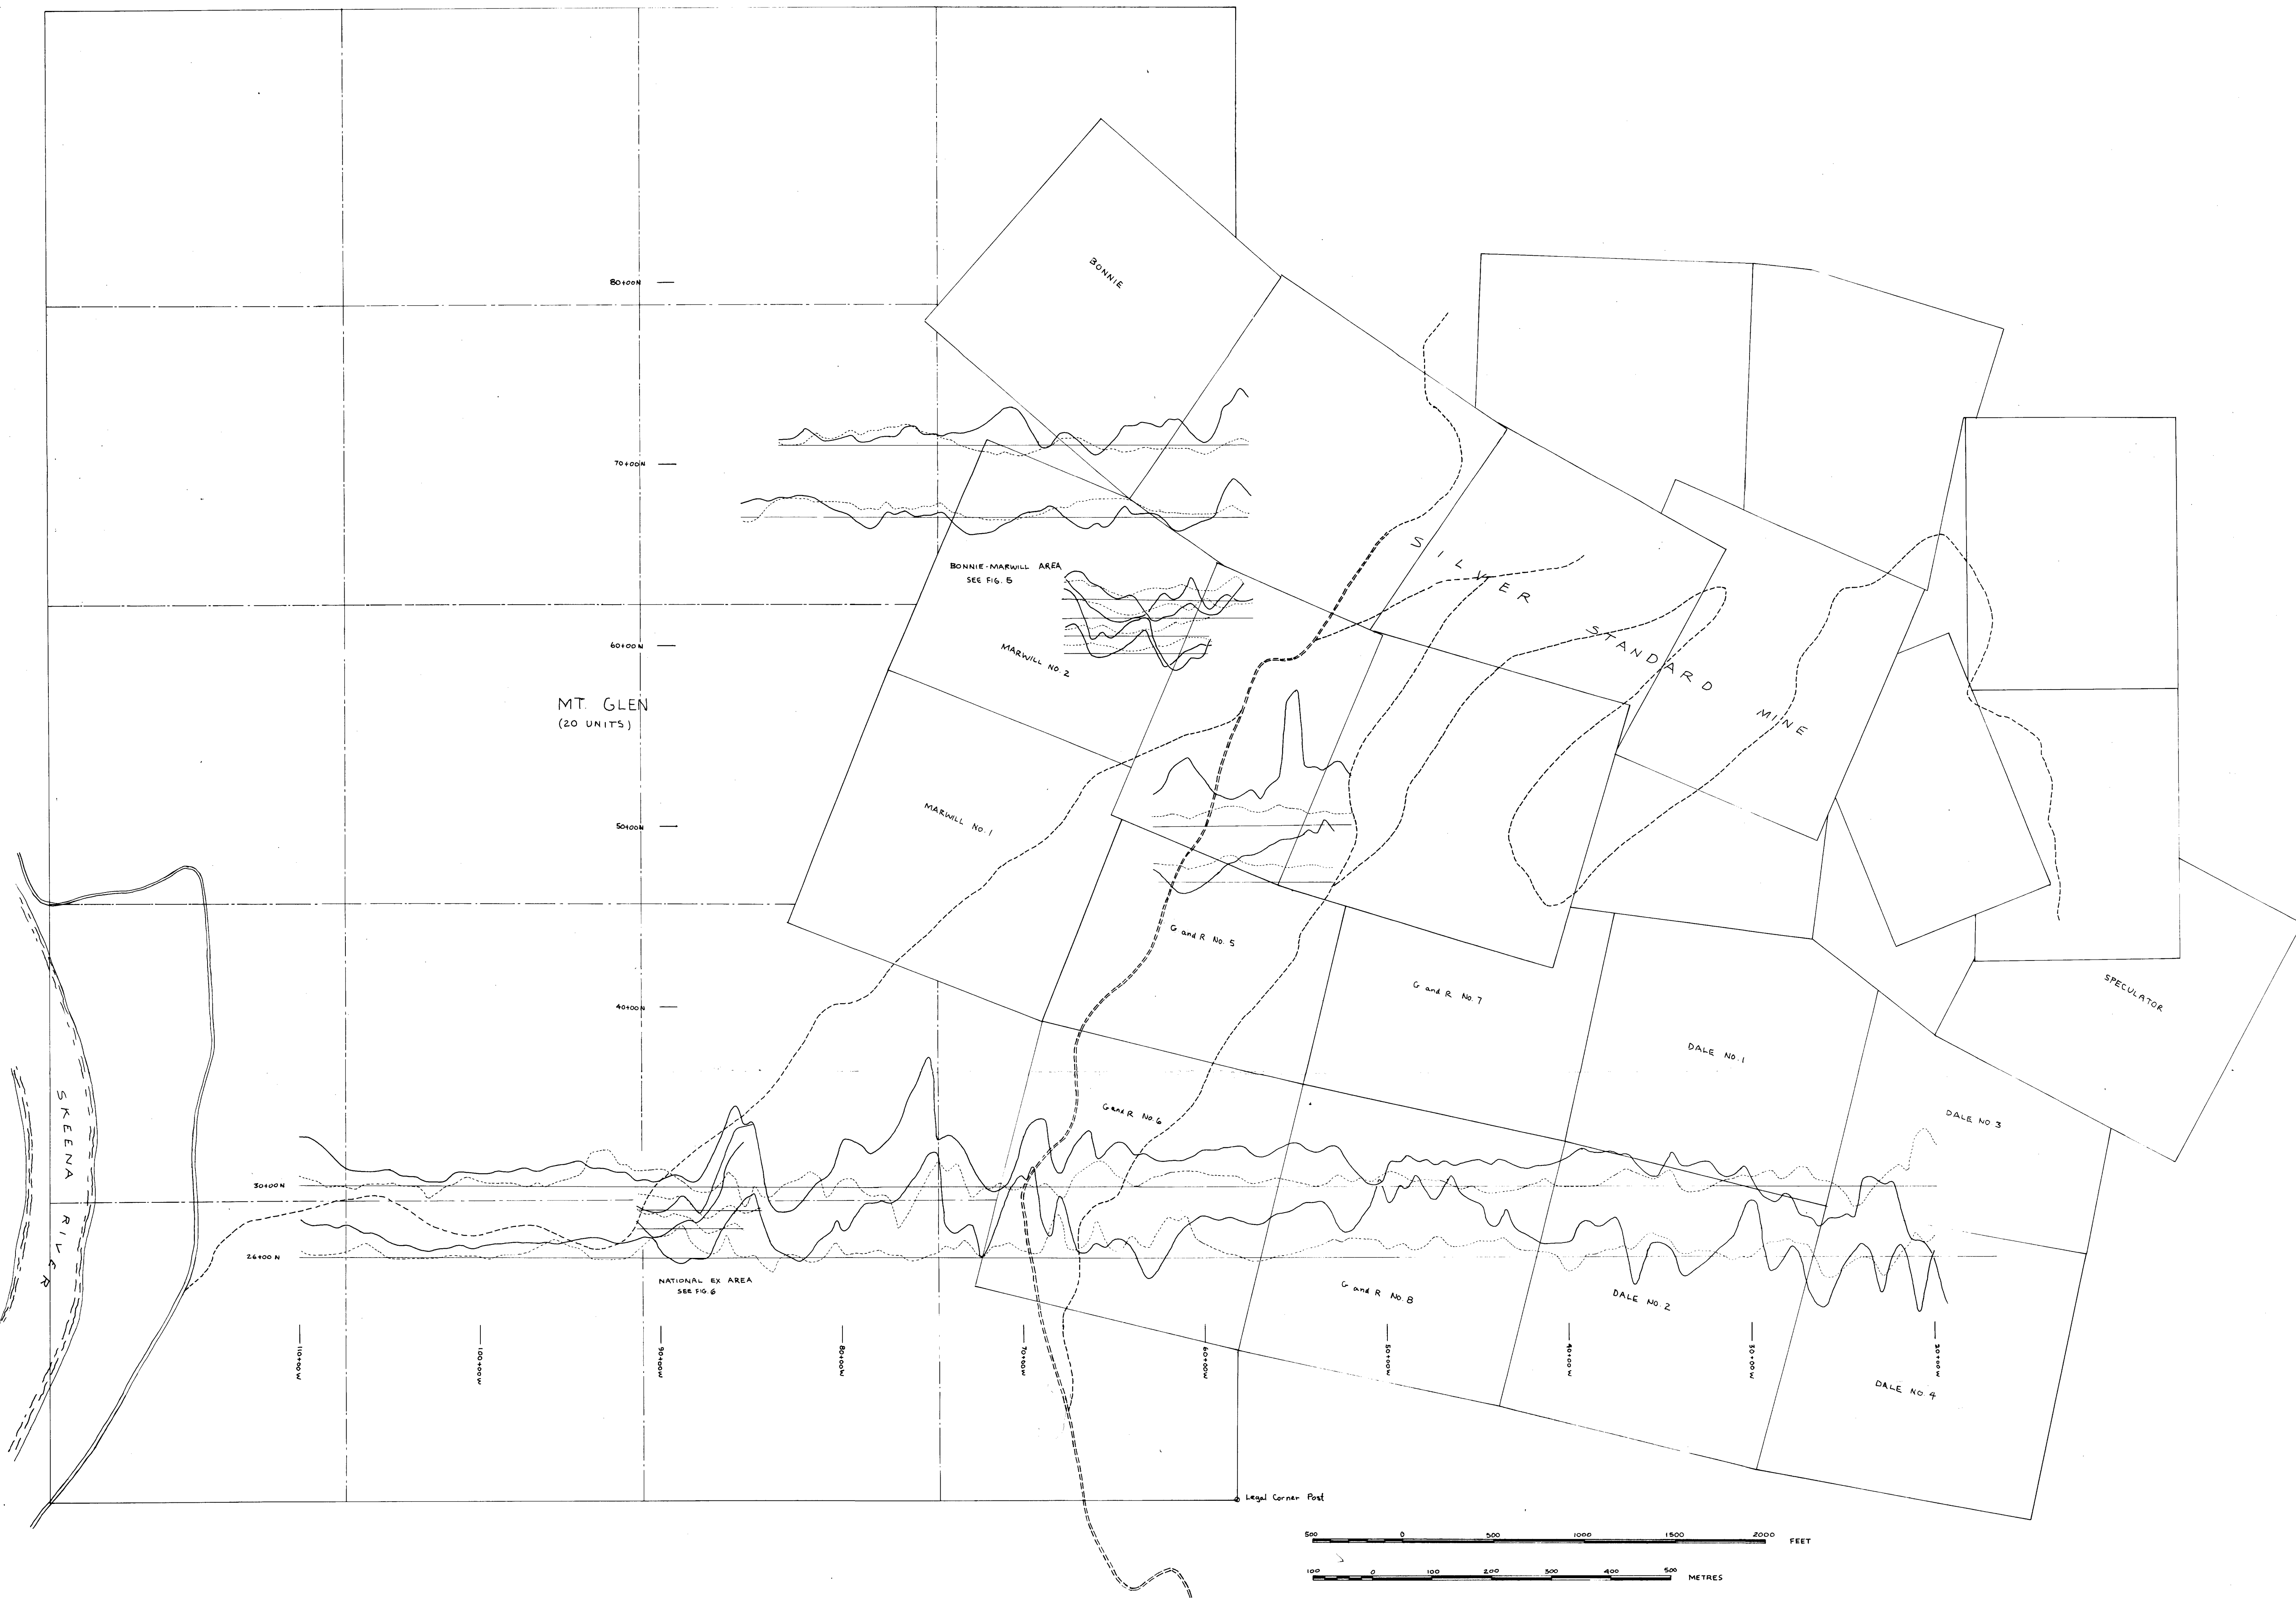 BONNIE
80+00N
70+00N
SILVER
BONNIE-MARWILL AREA
SEE FIG. 5
60+00N
MARWILL NO. 2
STANDARD
MT. GLEN
(20 UNITS)
MINE
MARWILL NO. 1
50+00N
G and R No. 5
SPECULATOR
G and R No. 7
40+00N
DALE NO. 1
SKEENA RIVER
G and R No. 6
DALE NO 3
30+00N
26+00N
NATIONAL EX AREA
SEE FIG. 6
G and R No. 8
DALE NO. 2
110+00W
100+00W
90+00W
80+00W
70+00W
60+00W
50+00W
40+00W
30+00W
20+00W
DALE NO. 4
Legal Corner Post
500 0 500 1000 1500 2000 FEET
100 0 100 200 300 400 500 METRES